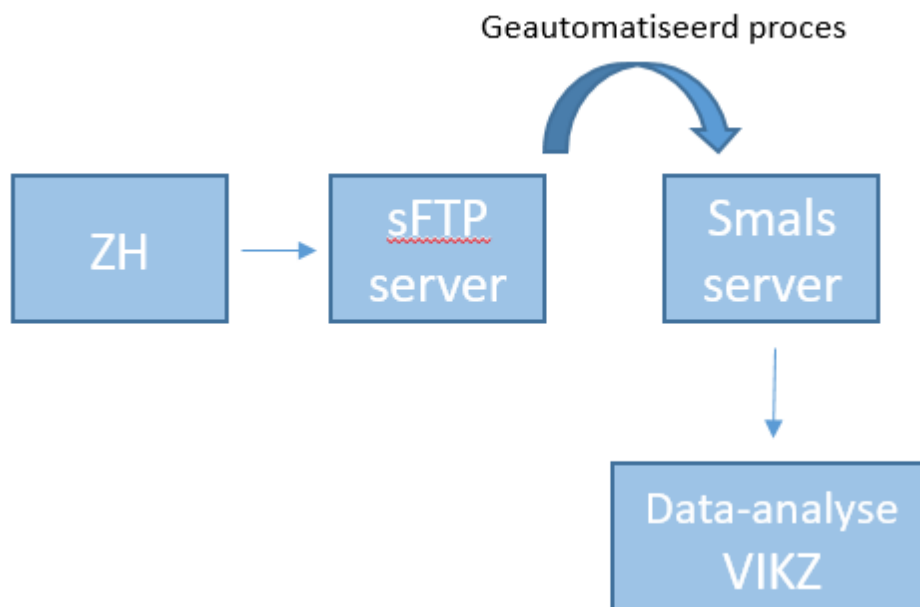 Geautomatiseerd proces
ZH
sFTP
server
Smals
server
Data-analyse
VIKZ